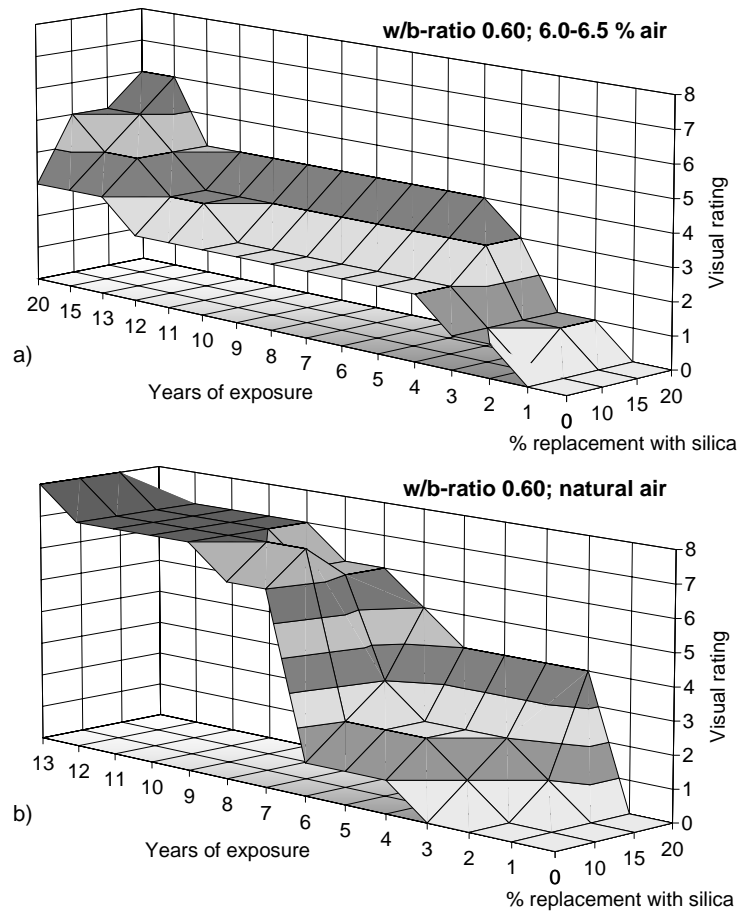 w/b-ratio 0.60; 6.0-6.5 % air
8
7
6
5
4
3
2
1
0
Visual rating
20 15 13 12 11 10 9 8 7 6 5 4 3 2 1 0
0 10 15 20
a)
Years of exposure
% replacement with silica
w/b-ratio 0.60; natural air
8
7
6
5
4
3
2
1
0
Visual rating
13 12 11 10 9 8 7 6 5 4 3 2 1 0
0 10 15 20
b)
Years of exposure
% replacement with silica